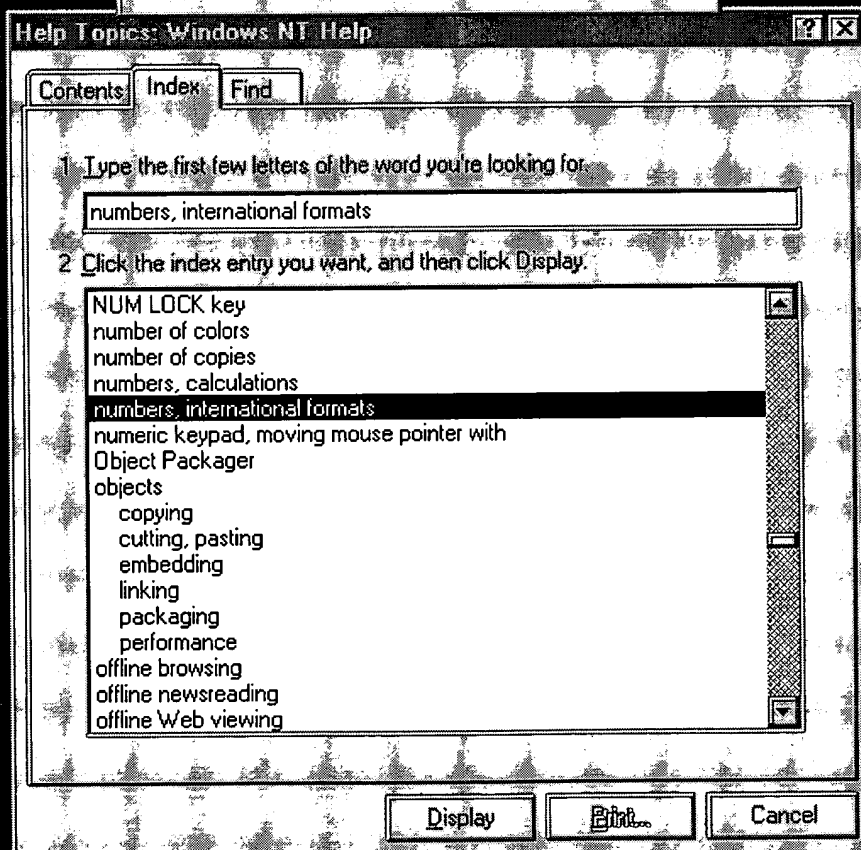 Help Topics: Windows NT Help
Contents Index Find
1 Type the first few letters of the word you're looking for.
numbers, international formats
2 Click the index entry you want, and then click Display.
NUM LOCK key
number of colors
number of copies
numbers, calculations
numbers, international formats
numeric keypad, moving mouse pointer with
Object Packager
objects
copying
cutting, pasting
embedding
linking
packaging
performance
offline browsing
offline newsreading
offline Web viewing
Display Print... Cancel